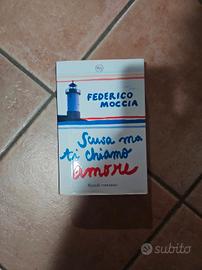 FEDERICO
MOCCIA
Scusa ma
ti chiamo
amore
Rizzoli romanzo
subito